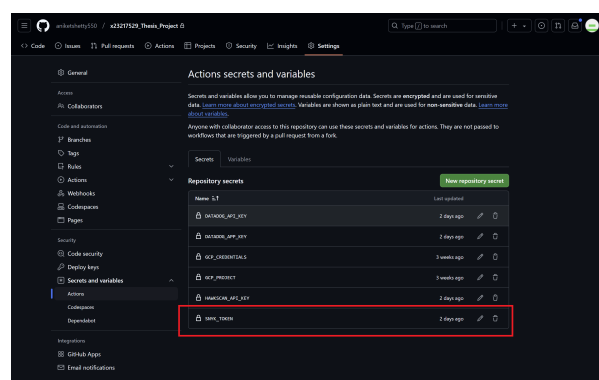 aniketshetty550 / x23217529_Thesis_Project
Type / to search
Code Issues Pull requests Actions Projects Security Insights Settings
General
Access
Collaborators
Code and automation
Branches
Tags
Rules
Actions
Webhooks
Codespaces
Pages
Security
Code security
Deploy keys
Secrets and variables
Actions
Codespaces
Dependabot
Integrations
GitHub Apps
Email notifications
Actions secrets and variables
Secrets and variables allow you to manage reusable configuration data. Secrets are encrypted and are used for sensitive
data. Learn more about encrypted secrets. Variables are shown as plain text and are used for non-sensitive data. Learn more
about variables.
Anyone with collaborator access to this repository can use these secrets and variables for actions. They are not passed to
workflows that are triggered by a pull request from a fork.
Secrets Variables
Repository secrets New repository secret
Name Last updated
DATADOG_API_KEY 2 days ago
DATADOG_APP_KEY 2 days ago
GCP_CREDENTIALS 3 weeks ago
GCP_PROJECT 3 weeks ago
HAWKSCAN_API_KEY 2 days ago
SNYK_TOKEN 2 days ago